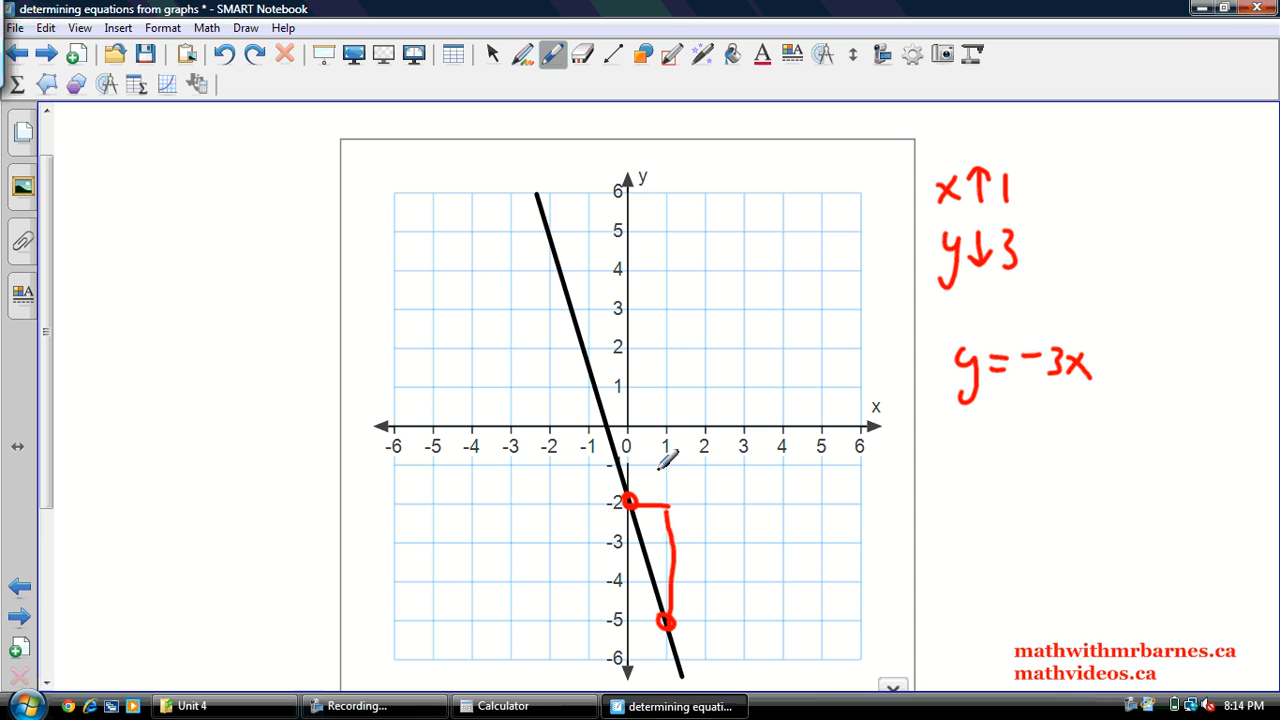 determining equations from graphs * - SMART Notebook
File Edit View Insert Format Math Draw Help
x↑1
y↓3
y = -3x
y
6
5
4
3
2
1
x
-6 -5 -4 -3 -2 -1 0 1 2 3 4 5 6
-
-2
-3
-4
-5
-6
mathwithmrbarnes.ca
mathvideos.ca
Unit 4 Recording... Calculator determining equati... 8:14 PM